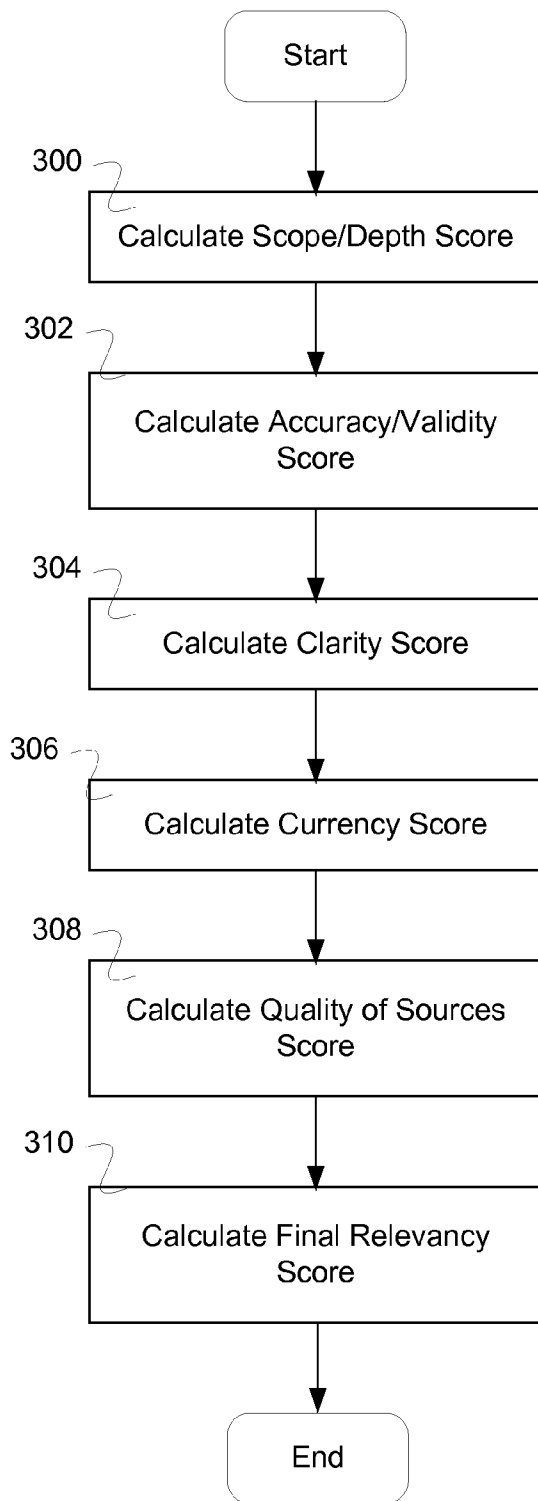 Start
300
Calculate Scope/Depth Score
302
Calculate Accuracy/Validity
Score
304
Calculate Clarity Score
306
Calculate Currency Score
308
Calculate Quality of Sources
Score
310
Calculate Final Relevancy
Score
End